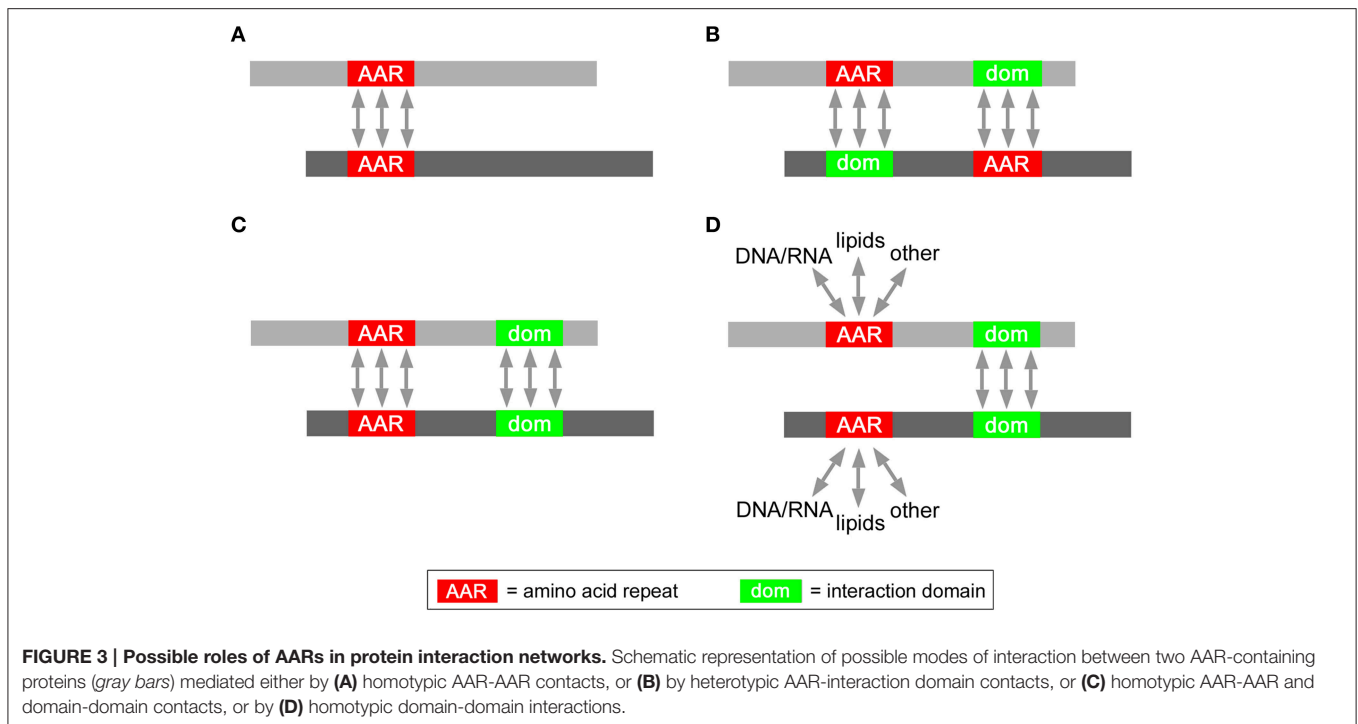 A
B
AAR
AAR
dom
AAR
dom
AAR
C
D
DNA/RNA lipids other
AAR
dom
AAR
dom
AAR
dom
AAR
dom
DNA/RNA lipids other
AAR = amino acid repeat
dom = interaction domain
FIGURE 3 | Possible roles of AARs in protein interaction networks. Schematic representation of possible modes of interaction between two AAR-containing
proteins (gray bars) mediated either by (A) homotypic AAR-AAR contacts, or (B) by heterotypic AAR-interaction domain contacts, or (C) homotypic AAR-AAR and
domain-domain contacts, or by (D) homotypic domain-domain interactions.